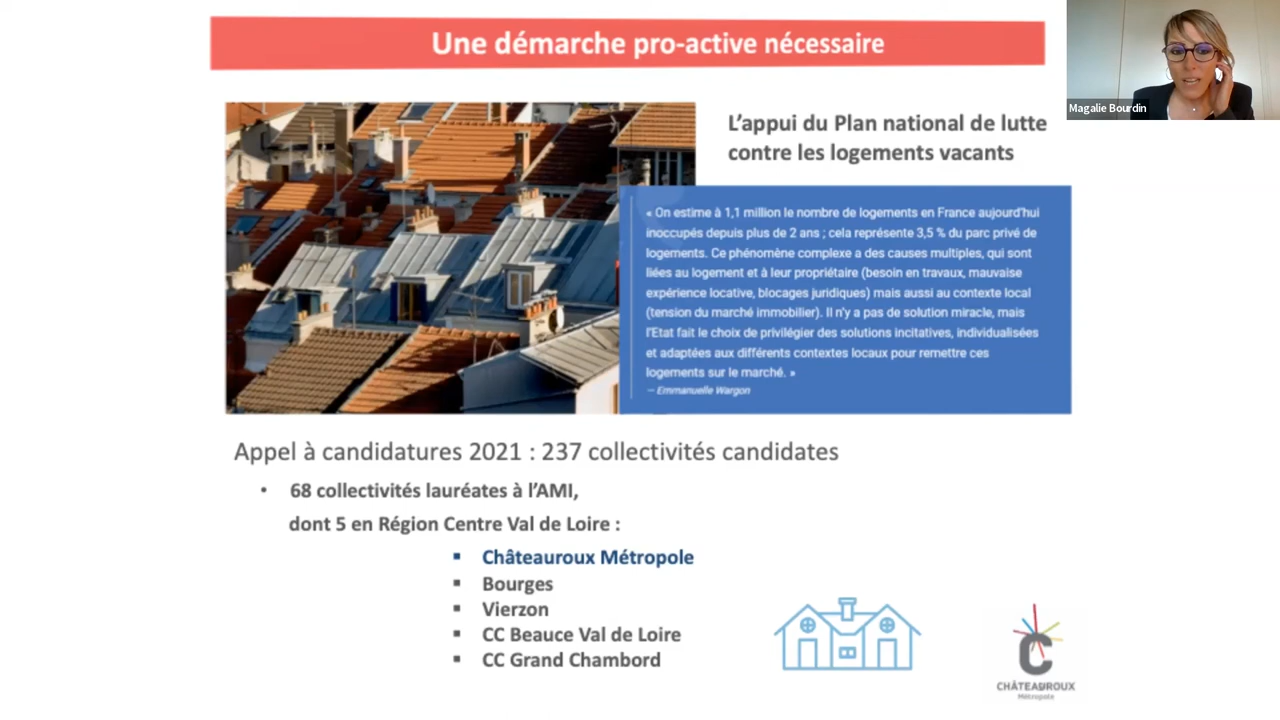 Une démarche pro-active nécessaire
Magalie Bourdin
L'appui du Plan national de lutte
contre les logements vacants
« On estime à 1,1 million le nombre de logements en France aujourd'hui
inoccupés depuis plus de 2 ans ; cela représente 3,5 % du parc privé de
logements. Ce phénomène complexe a des causes multiples, qui sont
liées au logement et à leur propriétaire (besoin en travaux, mauvaise
expérience locative, blocages juridiques) mais aussi au contexte local
(tension du marché immobilier). Il n'y a pas de solution miracle, mais
l'Etat fait le choix de privilégier des solutions incitatives, individualisées
et adaptées aux différents contextes locaux pour remettre ces
logements sur le marché. »
— Emmanuelle Wargon
Appel à candidatures 2021 : 237 collectivités candidates
• 68 collectivités lauréates à l'AMI,
dont 5 en Région Centre Val de Loire :
▪ Châteauroux Métropole
▪ Bourges
▪ Vierzon
▪ CC Beauce Val de Loire
▪ CC Grand Chambord
CHÂTEAUROUX
Métropole